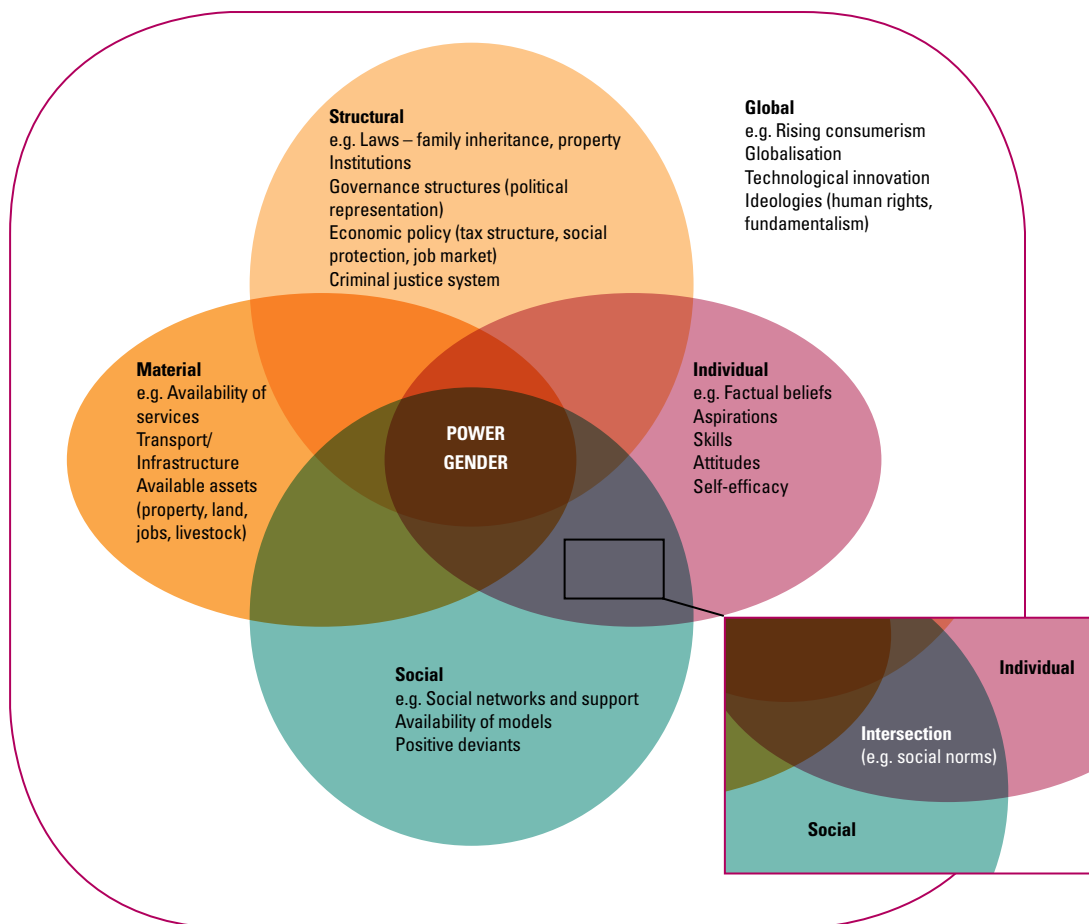 Structural
e.g. Laws – family inheritance, property
Institutions
Governance structures (political
representation)
Economic policy (tax structure, social
protection, job market)
Criminal justice system
Global
e.g. Rising consumerism
Globalisation
Technological innovation
Ideologies (human rights,
fundamentalism)
Material
e.g. Availability of
services
Transport/
Infrastructure
Available assets
(property, land,
jobs, livestock)
POWER
GENDER
Individual
e.g. Factual beliefs
Aspirations
Skills
Attitudes
Self-efficacy
Social
e.g. Social networks and support
Availability of models
Positive deviants
Individual
Intersection
(e.g. social norms)
Social